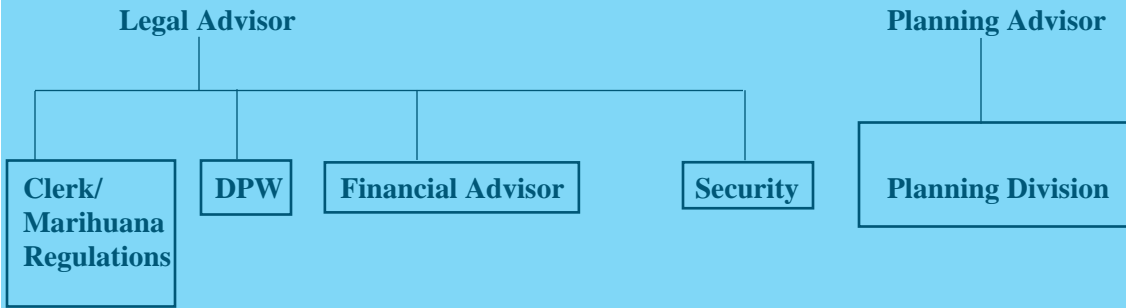 Legal Advisor
Planning Advisor
Clerk/
Marihuana
Regulations
DPW
Financial Advisor
Security
Planning Division